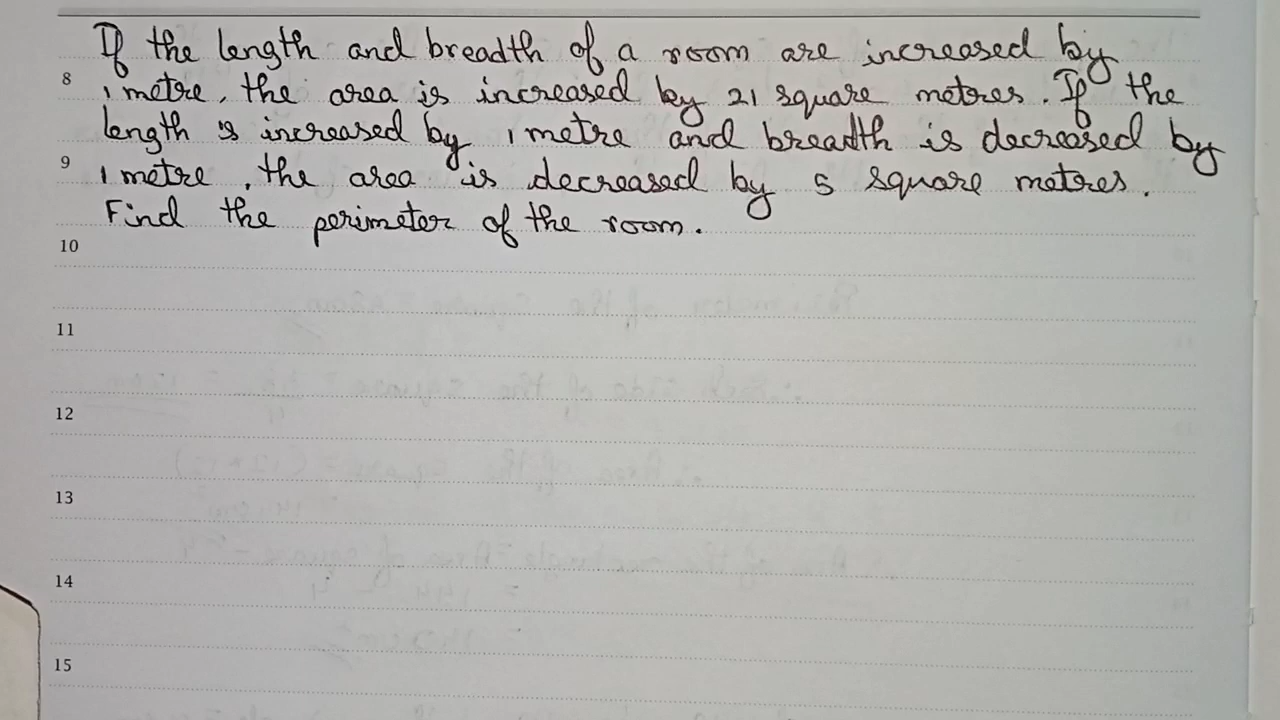 If the length and breadth of a room are increased by
8
1 metre, the area is increased by 21 square metres. If the
length is increased by 1 metre and breadth is decreased by
9
1 metre, the area is decreased by 5 square metres.
Find the perimeter of the room.
10
11
12
13
14
15